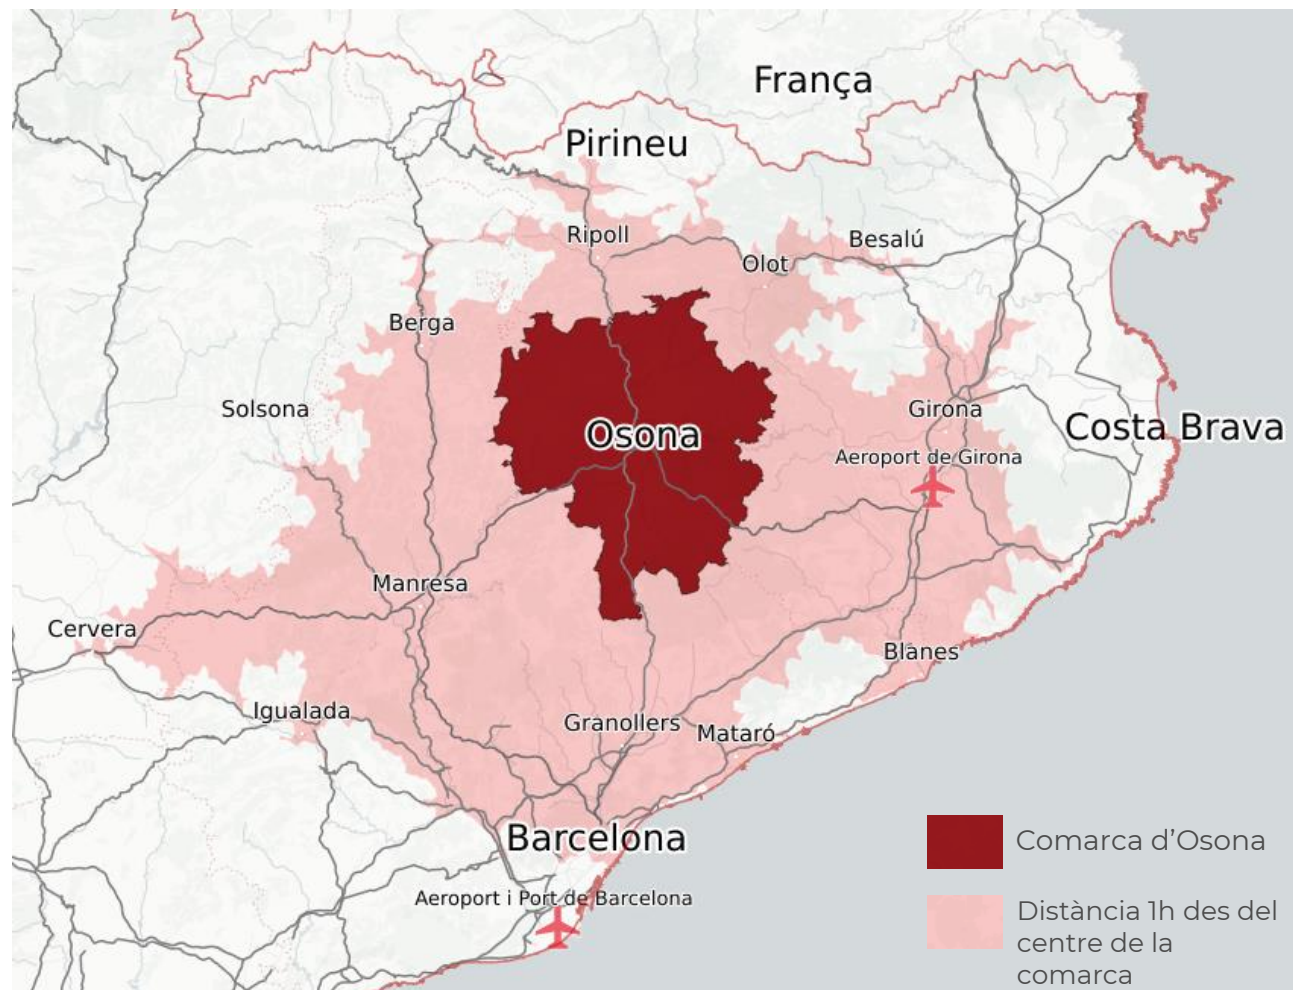 França
Pirineu
Ripoll
Besalú
Olot
Berga
Solsona
Girona
Costa Brava
Osona
Aeroport de Girona
Manresa
Cervera
Blanes
Igualada
Granollers
Mataró
Barcelona
Comarca d'Osona
Aeroport i Port de Barcelona
Distància 1h des del
centre de la
comarca